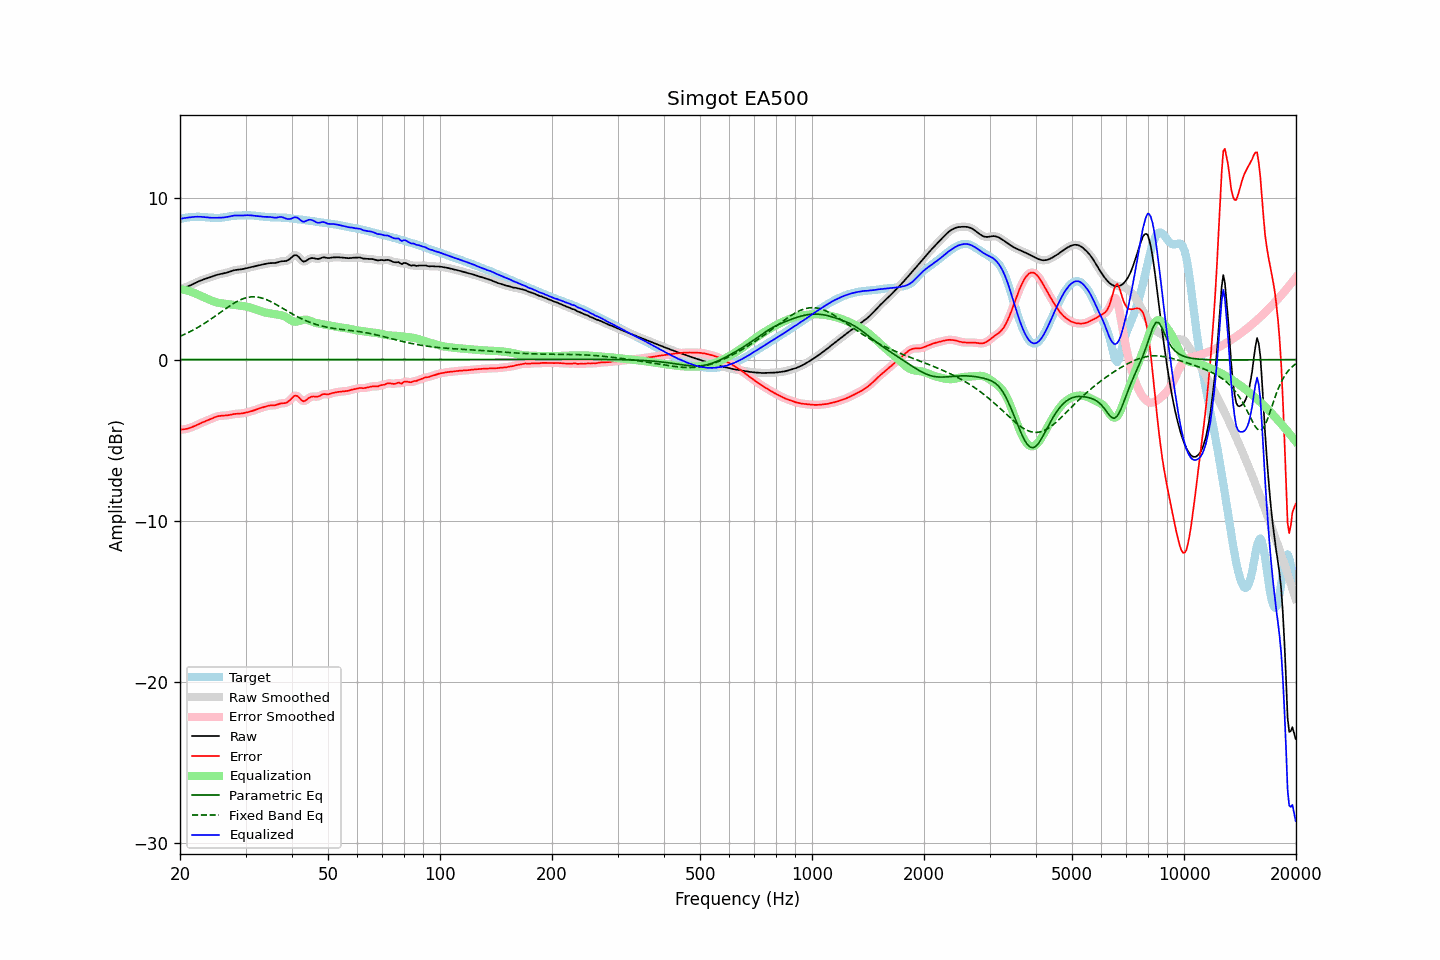 Simgot EA500
Amplitude (dBr)
10
0
−10
−20
−30
Target
Raw Smoothed
Error Smoothed
Raw
Error
Equalization
Parametric Eq
Fixed Band Eq
Equalized
20 50 100 200 500 1000 2000 5000 10000 20000
Frequency (Hz)